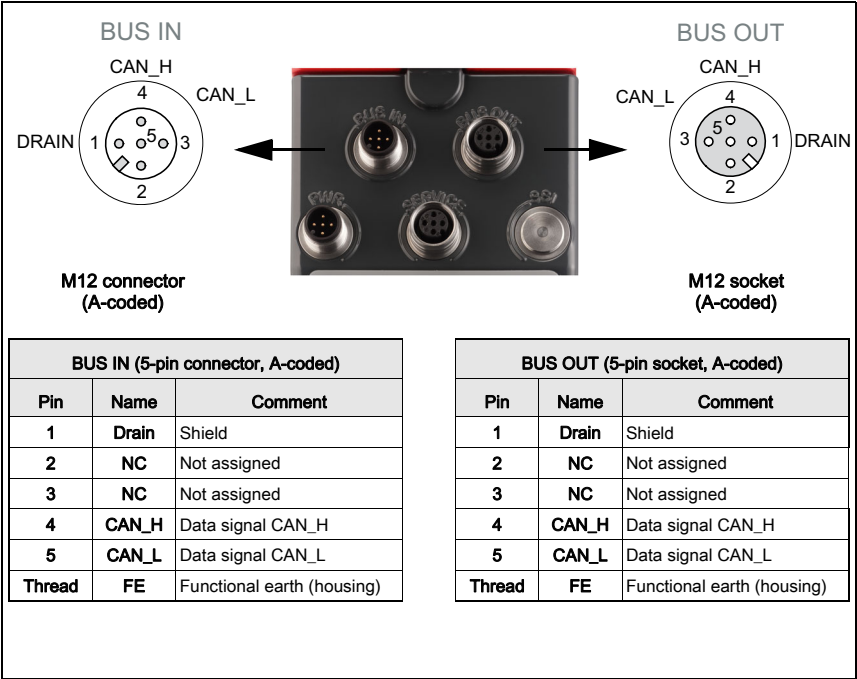 BUS IN
BUS OUT
CAN_H
4
CAN_L
DRAIN
1
5
3
2
BUS IN
BUS OUT
PWR.
SERVICE
SSI
CAN_H
CAN_L
4
3
5
1
DRAIN
2
M12 connector
(A-coded)
M12 socket
(A-coded)
BUS IN (5-pin connector, A-coded)
Pin Name Comment
1 Drain Shield
2 NC Not assigned
3 NC Not assigned
4 CAN_H Data signal CAN_H
5 CAN_L Data signal CAN_L
Thread FE Functional earth (housing)
BUS OUT (5-pin socket, A-coded)
Pin Name Comment
1 Drain Shield
2 NC Not assigned
3 NC Not assigned
4 CAN_H Data signal CAN_H
5 CAN_L Data signal CAN_L
Thread FE Functional earth (housing)